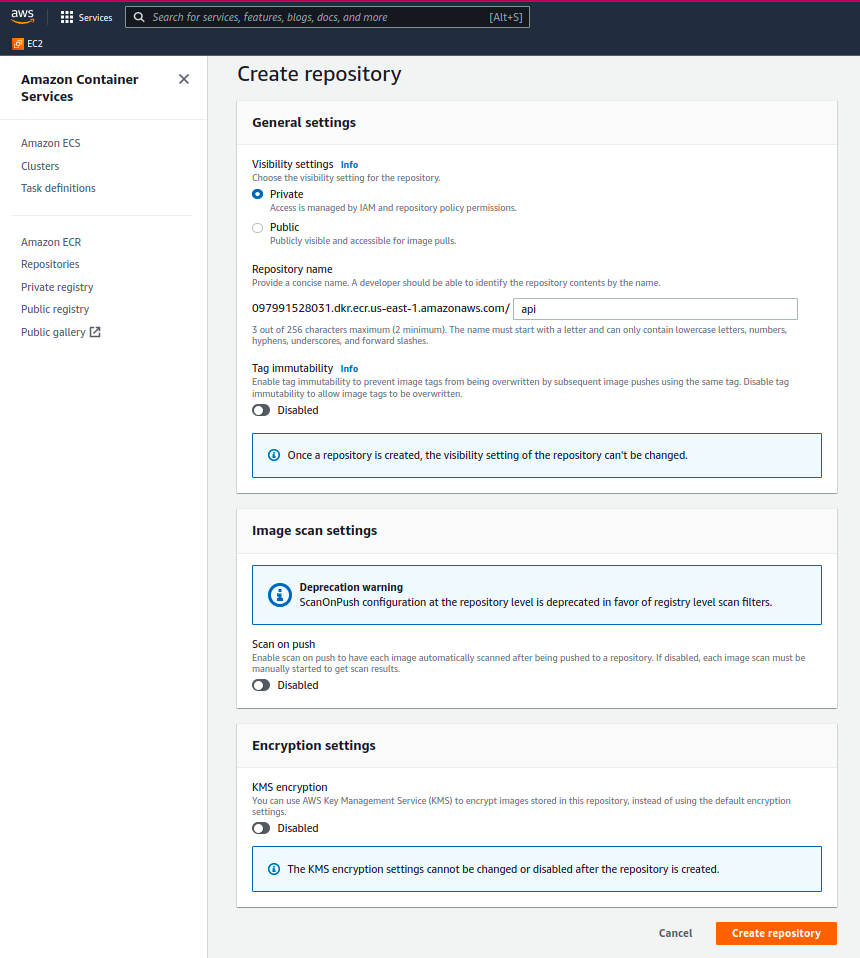 aws
Services
Search for services, features, blogs, docs, and more
[Alt+S]
EC2
Amazon Container
Services
Amazon ECS
Clusters
Task definitions
Amazon ECR
Repositories
Private registry
Public registry
Public gallery
Create repository
General settings
Visibility settings Info
Choose the visibility setting for the repository.
Private
Access is managed by IAM and repository policy permissions.
Public
Publicly visible and accessible for image pulls.
Repository name
Provide a concise name. A developer should be able to identify the repository contents by the name.
097991528031.dkr.ecr.us-east-1.amazonaws.com/ api
3 out of 256 characters maximum (2 minimum). The name must start with a letter and can only contain lowercase letters, numbers,
hyphens, underscores, and forward slashes.
Tag immutability Info
Enable tag immutability to prevent image tags from being overwritten by subsequent image pushes using the same tag. Disable tag
immutability to allow image tags to be overwritten.
Disabled
Once a repository is created, the visibility setting of the repository can't be changed.
Image scan settings
Deprecation warning
ScanOnPush configuration at the repository level is deprecated in favor of registry level scan filters.
Scan on push
Enable scan on push to have each image automatically scanned after being pushed to a repository. If disabled, each image scan must be
manually started to get scan results.
Disabled
Encryption settings
KMS encryption
You can use AWS Key Management Service (KMS) to encrypt images stored in this repository, instead of using the default encryption
settings.
Disabled
The KMS encryption settings cannot be changed or disabled after the repository is created.
Cancel
Create repository